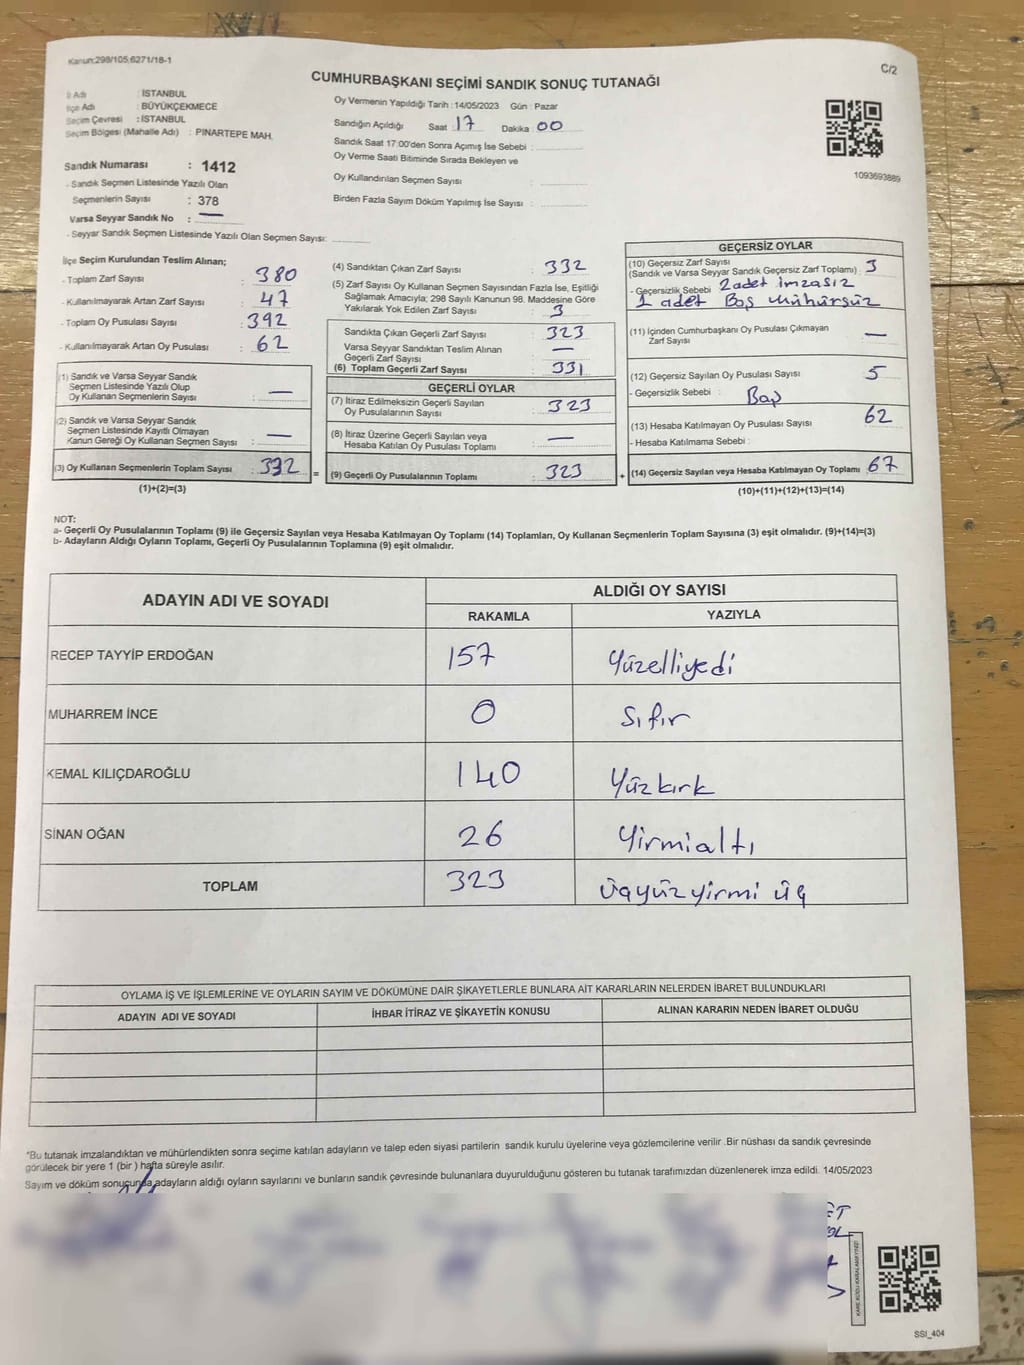 Kanun:298/105,6271/18-1
C/2
CUMHURBAŞKANI SEÇİMİ SANDIK SONUÇ TUTANAĞI
İl Adı : İSTANBUL
İlçe Adı : BÜYÜKÇEKMECE
Seçim Çevresi : İSTANBUL
Seçim Bölgesi (Mahalle Adı) : PINARTEPE MAH.
Sandık Numarası : 1412
- Sandık Seçmen Listesinde Yazılı Olan
Seçmenlerin Sayısı : 378
Varsa Seyyar Sandık No : —
- Seyyar Sandık Seçmen Listesinde Yazılı Olan Seçmen Sayısı:
Oy Vermenin Yapıldığı Tarih : 14/05/2023 Gün : Pazar
Sandığın Açıldığı Saat : 17 Dakika : 00
Sandık Saat 17:00'den Sonra Açımış İse Sebebi :
Oy Verme Saati Bitiminde Sırada Bekleyen ve
Oy Kullandırılan Seçmen Sayısı :
Birden Fazla Sayım Döküm Yapılmış İse Sayısı :
1093693889
İlçe Seçim Kurulundan Teslim Alınan;
- Toplam Zarf Sayısı : 380
- Kullanılmayarak Artan Zarf Sayısı : 47
- Toplam Oy Pusulası Sayısı : 392
- Kullanılmayarak Artan Oy Pusulası : 62
(1) Sandık ve Varsa Seyyar Sandık
Seçmen Listesinde Yazılı Olup
Oy Kullanan Seçmenlerin Sayısı : —
(2) Sandık ve Varsa Seyyar Sandık
Seçmen Listesinde Kayıtlı Olmayan
Kanun Gereği Oy Kullanan Seçmen Sayısı : —
(3) Oy Kullanan Seçmenlerin Toplam Sayısı : 332
(1)+(2)=(3)
(4) Sandıktan Çıkan Zarf Sayısı : 332
(5) Zarf Sayısı Oy Kullanan Seçmen Sayısından Fazla İse, Eşitliği
Sağlamak Amacıyla; 298 Sayılı Kanunun 98. Maddesine Göre
Yakılarak Yok Edilen Zarf Sayısı : 3
Sandıkta Çıkan Geçerli Zarf Sayısı : 323
Varsa Seyyar Sandıktan Teslim Alınan
Geçerli Zarf Sayısı : —
(6) Toplam Geçerli Zarf Sayısı : 331
GEÇERLİ OYLAR
(7) İtiraz Edilmeksizin Geçerli Sayılan
Oy Pusulalarının Sayısı : 323
(8) İtiraz Üzerine Geçerli Sayılan veya
Hesaba Katılan Oy Pusulası Toplamı : —
= (9) Geçerli Oy Pusulalarının Toplamı : 323
GEÇERSİZ OYLAR
(10) Geçersiz Zarf Sayısı
(Sandık ve Varsa Seyyar Sandık Geçersiz Zarf Toplamı) : 3
- Geçersizlik Sebebi : 2 adet imzasız
1 adet Boş mühürsüz
(11) İçinden Cumhurbaşkanı Oy Pusulası Çıkmayan
Zarf Sayısı : —
(12) Geçersiz Sayılan Oy Pusulası Sayısı : 5
- Geçersizlik Sebebi : Boş
(13) Hesaba Katılmayan Oy Pusulası Sayısı : 62
- Hesaba Katılmama Sebebi :
+ (14) Geçersiz Sayılan veya Hesaba Katılmayan Oy Toplamı : 67
(10)+(11)+(12)+(13)=(14)
NOT:
a- Geçerli Oy Pusulalarının Toplamı (9) ile Geçersiz Sayılan veya Hesaba Katılmayan Oy Toplamı (14) Toplamları, Oy Kullanan Seçmenlerin Toplam Sayısına (3) eşit olmalıdır. (9)+(14)=(3)
b- Adayların Aldığı Oyların Toplamı, Geçerli Oy Pusulalarının Toplamına (9) eşit olmalıdır.
ADAYIN ADI VE SOYADI
ALDIĞI OY SAYISI
RAKAMLA YAZIYLA
RECEP TAYYİP ERDOĞAN 157 Yüzelliyedi
MUHARREM İNCE 0 Sıfır
KEMAL KILIÇDAROĞLU 140 Yüzkırk
SİNAN OĞAN 26 Yirmialtı
TOPLAM 323 Üçyüzyirmi üç
OYLAMA İŞ VE İŞLEMLERİNE VE OYLARIN SAYIM VE DÖKÜMÜNE DAİR ŞİKAYETLERLE BUNLARA AİT KARARLARIN NELERDEN İBARET BULUNDUKLARI
ADAYIN ADI VE SOYADI İHBAR İTİRAZ VE ŞİKAYETİN KONUSU ALINAN KARARIN NEDEN İBARET OLDUĞU
*Bu tutanak imzalandıktan ve mühürlendikten sonra seçime katılan adayların ve talep eden siyasi partilerin sandık kurulu üyelerine veya gözlemcilerine verilir .Bir nüshası da sandık çevresinde
görülecek bir yere 1 (bir ) hafta süreyle asılır.
Sayım ve döküm sonucunda adayların aldığı oyların sayılarını ve bunların sandık çevresinde bulunanlara duyurulduğunu gösteren bu tutanak tarafımızdan düzenlenerek imza edildi. 14/05/2023
SSI_404